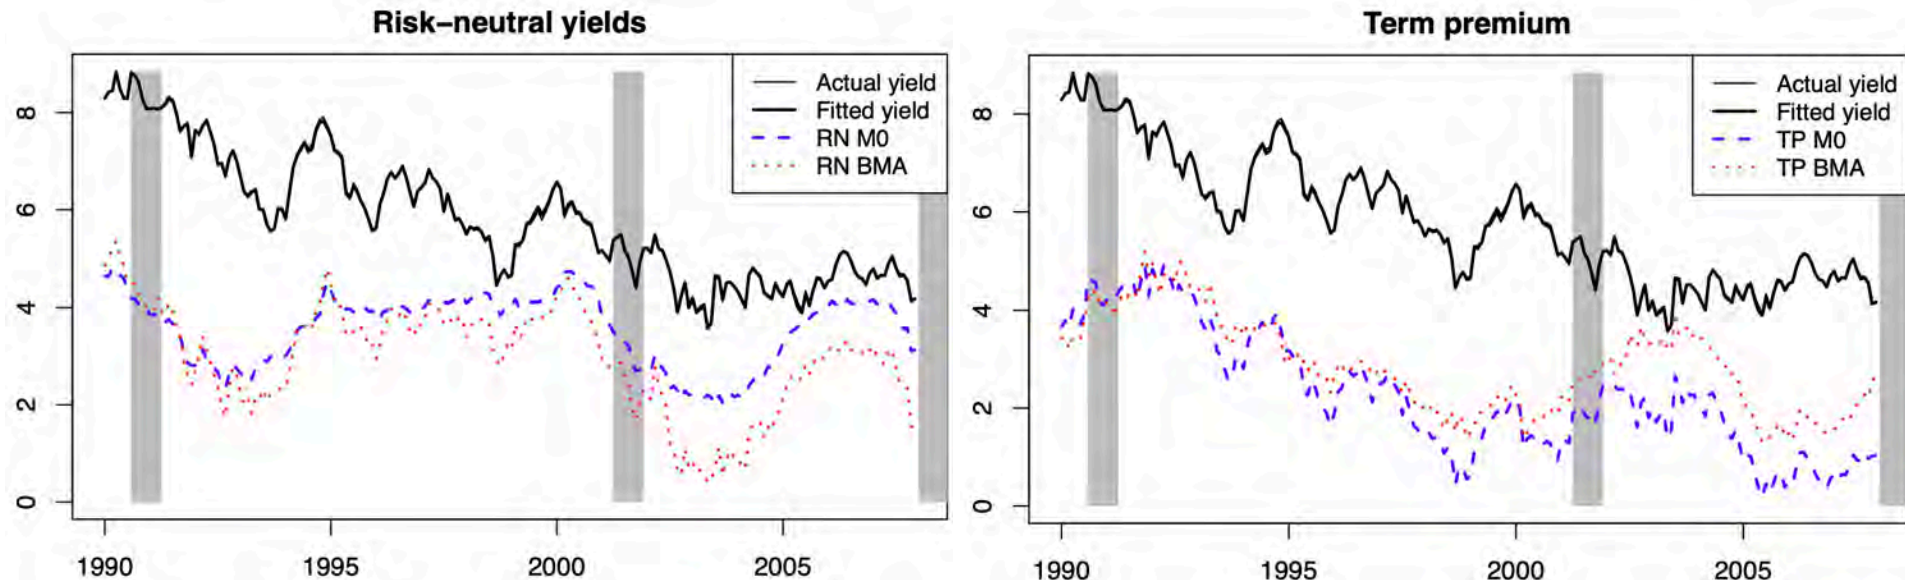 Risk–neutral yields
Actual yield
Fitted yield
RN M0
RN BMA
8
6
4
2
0
1990
1995
2000
2005
Term premium
Actual yield
Fitted yield
TP M0
TP BMA
8
6
4
2
0
1990
1995
2000
2005